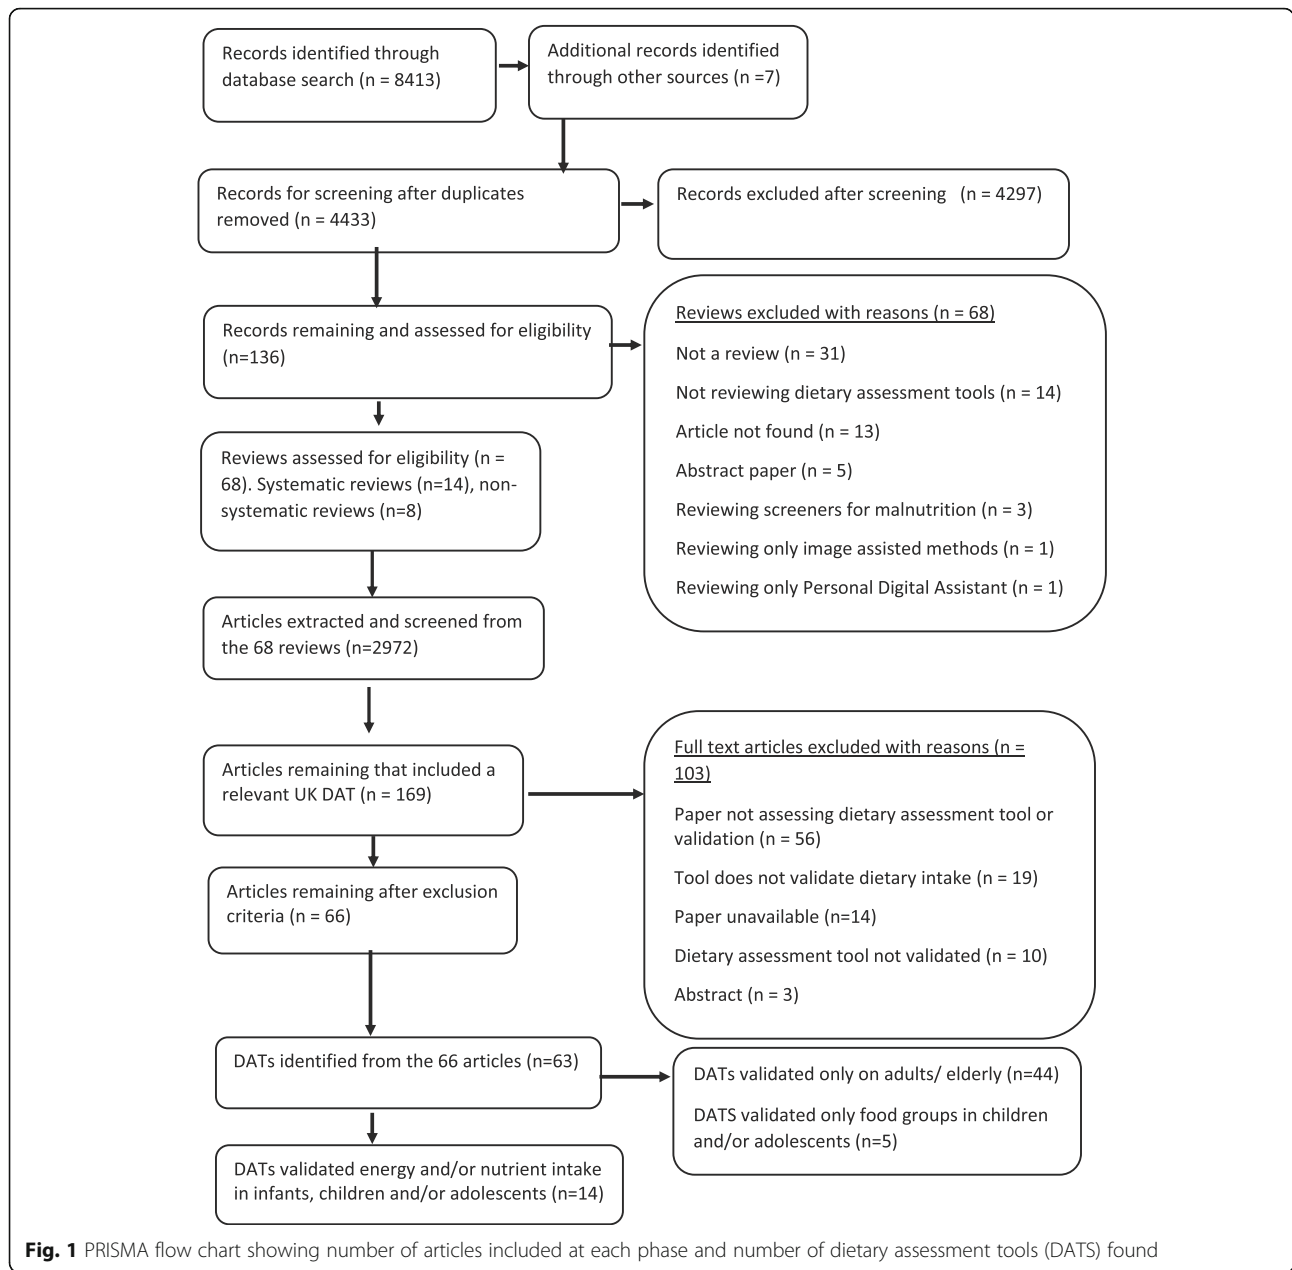 Records identified through
database search (n = 8413)
Additional records identified
through other sources (n =7)
Records for screening after duplicates
removed (n = 4433)
Records excluded after screening (n = 4297)
Records remaining and assessed for eligibility
(n=136)
Reviews excluded with reasons (n = 68)
Not a review (n = 31)
Not reviewing dietary assessment tools (n = 14)
Article not found (n = 13)
Abstract paper (n = 5)
Reviewing screeners for malnutrition (n = 3)
Reviewing only image assisted methods (n = 1)
Reviewing only Personal Digital Assistant (n = 1)
Reviews assessed for eligibility (n =
68). Systematic reviews (n=14), non-
systematic reviews (n=8)
Articles extracted and screened from
the 68 reviews (n=2972)
Articles remaining that included a
relevant UK DAT (n = 169)
Full text articles excluded with reasons (n =
103)
Paper not assessing dietary assessment tool or
validation (n = 56)
Tool does not validate dietary intake (n = 19)
Paper unavailable (n=14)
Dietary assessment tool not validated (n = 10)
Abstract (n = 3)
Articles remaining after exclusion
criteria (n = 66)
DATs identified from the 66 articles (n=63)
DATs validated only on adults/ elderly (n=44)
DATS validated only food groups in children
and/or adolescents (n=5)
DATs validated energy and/or nutrient intake
in infants, children and/or adolescents (n=14)
Fig. 1 PRISMA flow chart showing number of articles included at each phase and number of dietary assessment tools (DATS) found